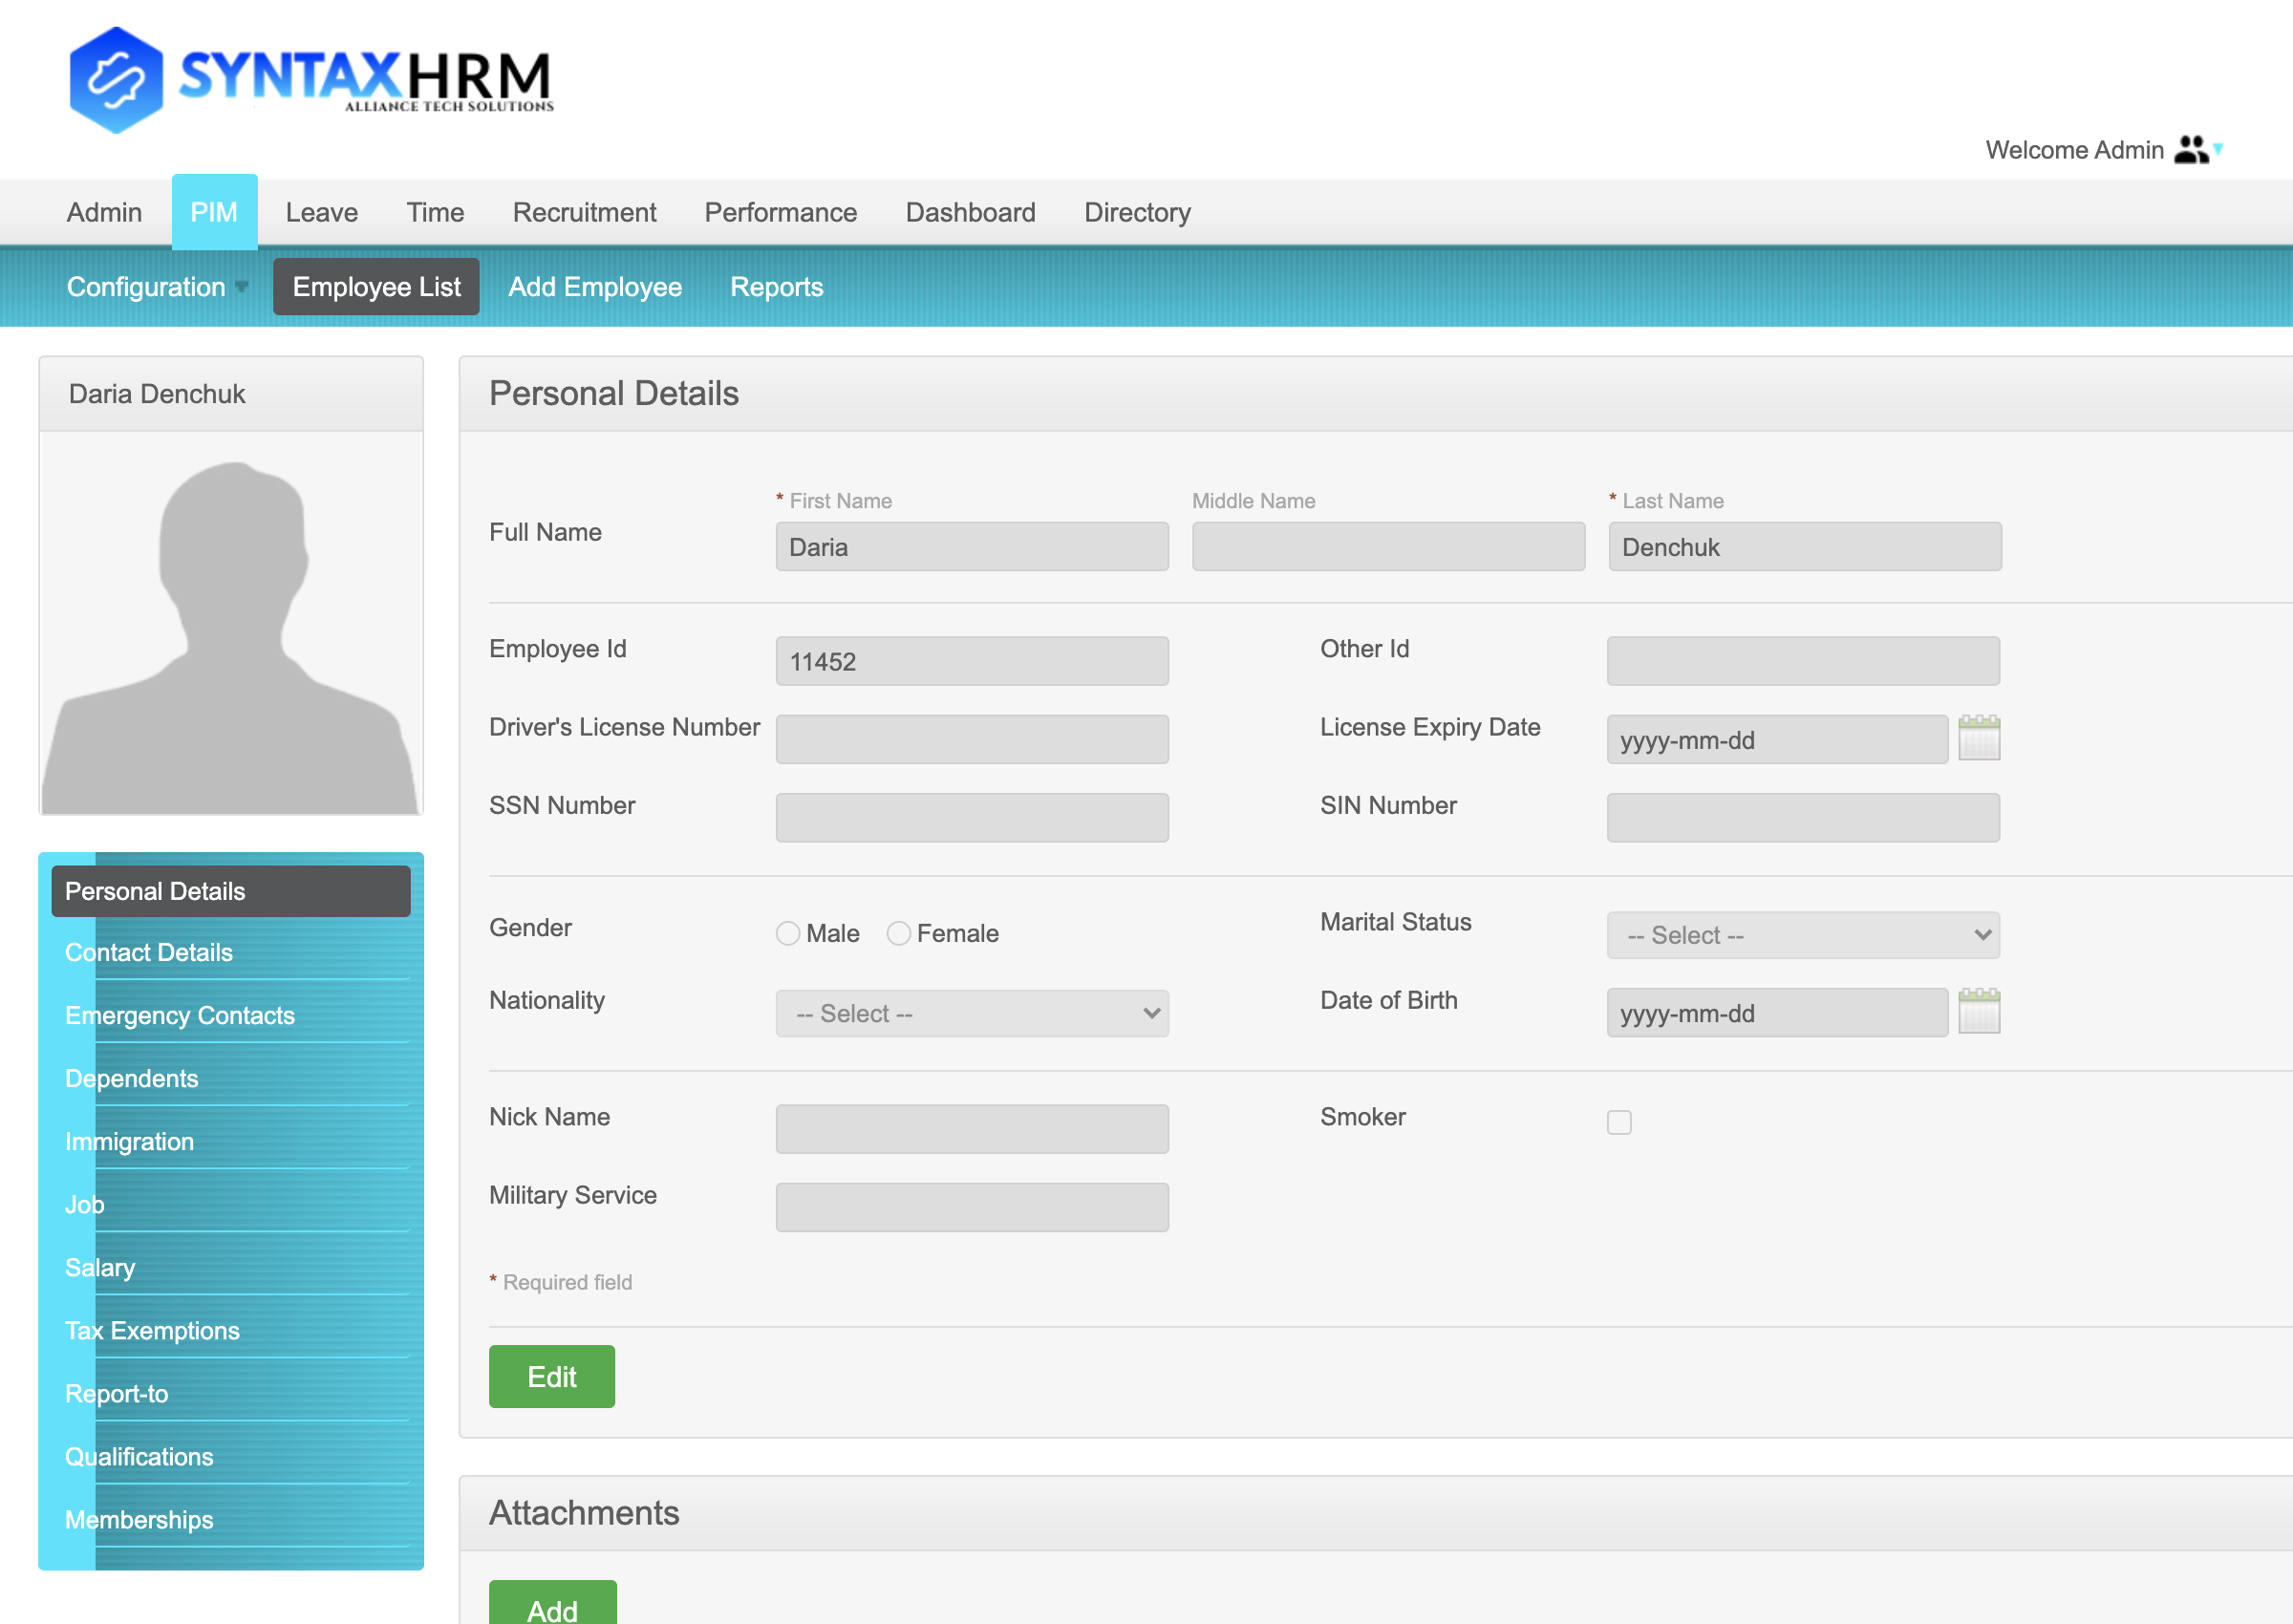 SYNTAXHRM
ALLIANCE TECH SOLUTIONS
Welcome Admin
Admin PIM Leave Time Recruitment Performance Dashboard Directory
Configuration Employee List Add Employee Reports
Daria Denchuk
Personal Details
Contact Details
Emergency Contacts
Dependents
Immigration
Job
Salary
Tax Exemptions
Report-to
Qualifications
Memberships
Personal Details
* First Name Middle Name * Last Name
Full Name Daria Denchuk
Employee Id 11452 Other Id
Driver's License Number License Expiry Date yyyy-mm-dd
SSN Number SIN Number
Gender Male Female Marital Status -- Select --
Nationality -- Select -- Date of Birth yyyy-mm-dd
Nick Name Smoker
Military Service
* Required field
Edit
Attachments
Add